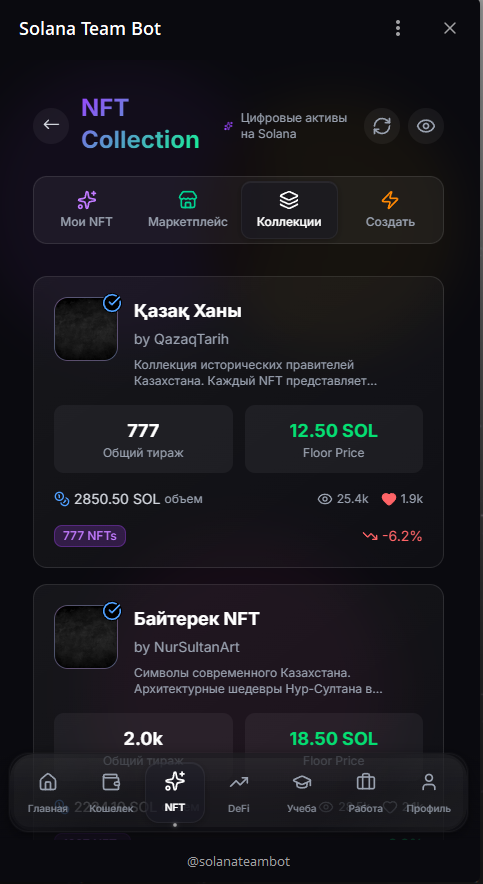 Solana Team Bot
NFT
Collection
Цифровые активы
на Solana
Мои NFT
Маркетплейс
Коллекции
Создать
Қазақ Ханы
by QazaqTarih
Коллекция исторических правителей
Казахстана. Каждый NFT представляет...
777
Общий тираж
12.50 SOL
Floor Price
2850.50 SOL объем
25.4k
1.9k
777 NFTs
-6.2%
Байтерек NFT
by NurSultanArt
Символы современного Казахстана.
Архитектурные шедевры Нур-Султана в...
2.0k
Общий тираж
18.50 SOL
Floor Price
Главная
Кошелек
NFT
DeFi
Учеба
Работа
Профиль
@solanateambot